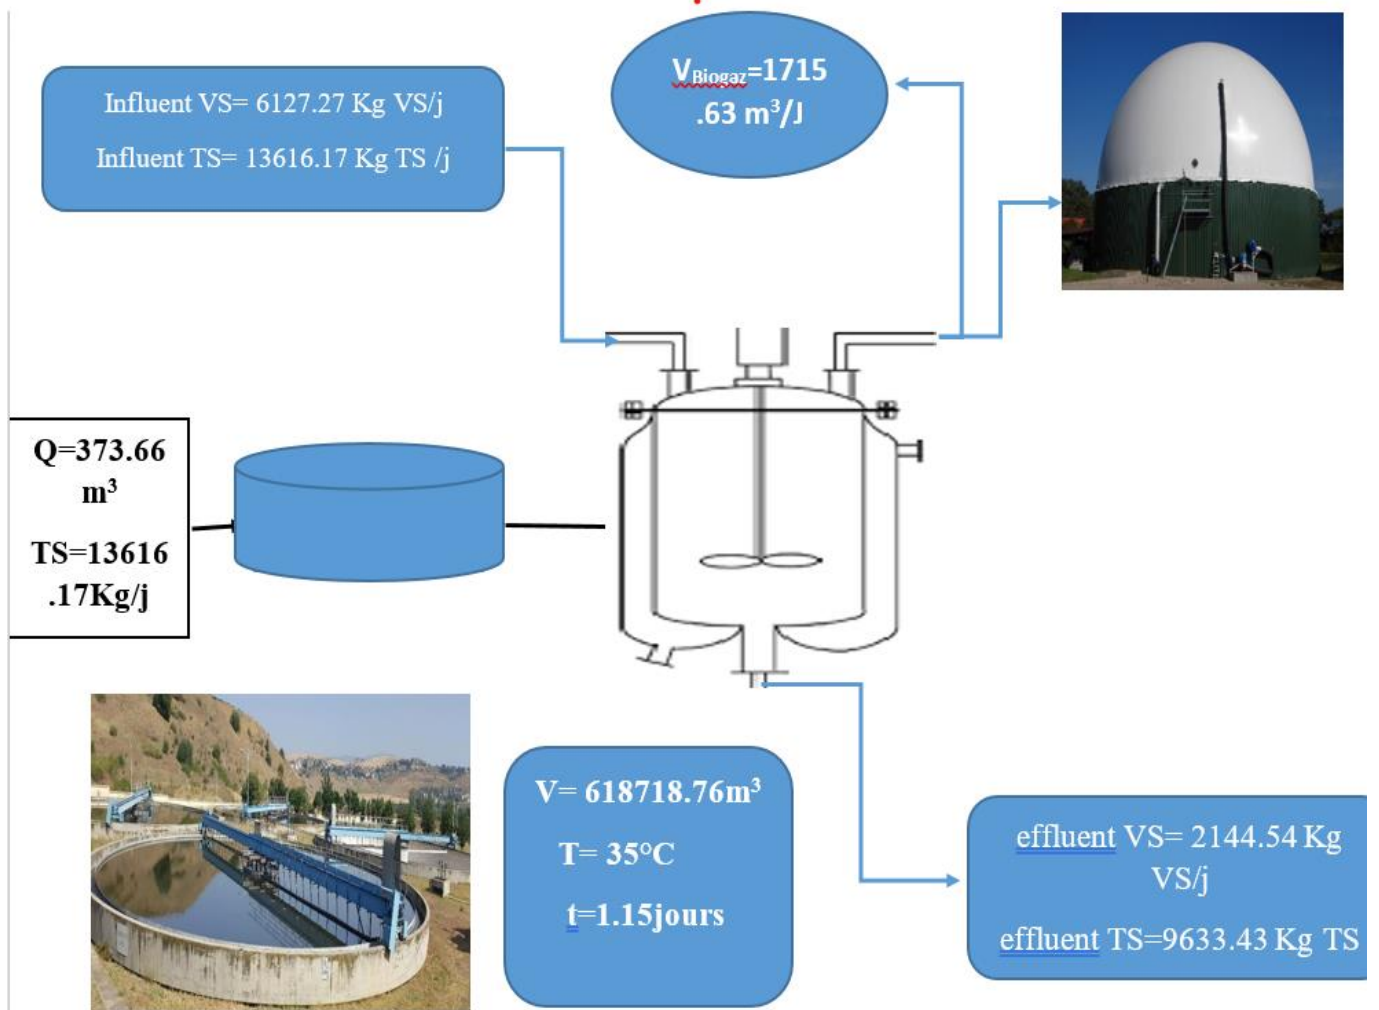 Influent VS= 6127.27 Kg VS/j
Influent TS= 13616.17 Kg TS /j
V_Biogaz=1715
.63 m³/J
Q=373.66
m³
TS=13616
.17Kg/j
V= 618718.76m³
T= 35°C
t=1.15jours
effluent VS= 2144.54 Kg
VS/j
effluent TS=9633.43 Kg TS